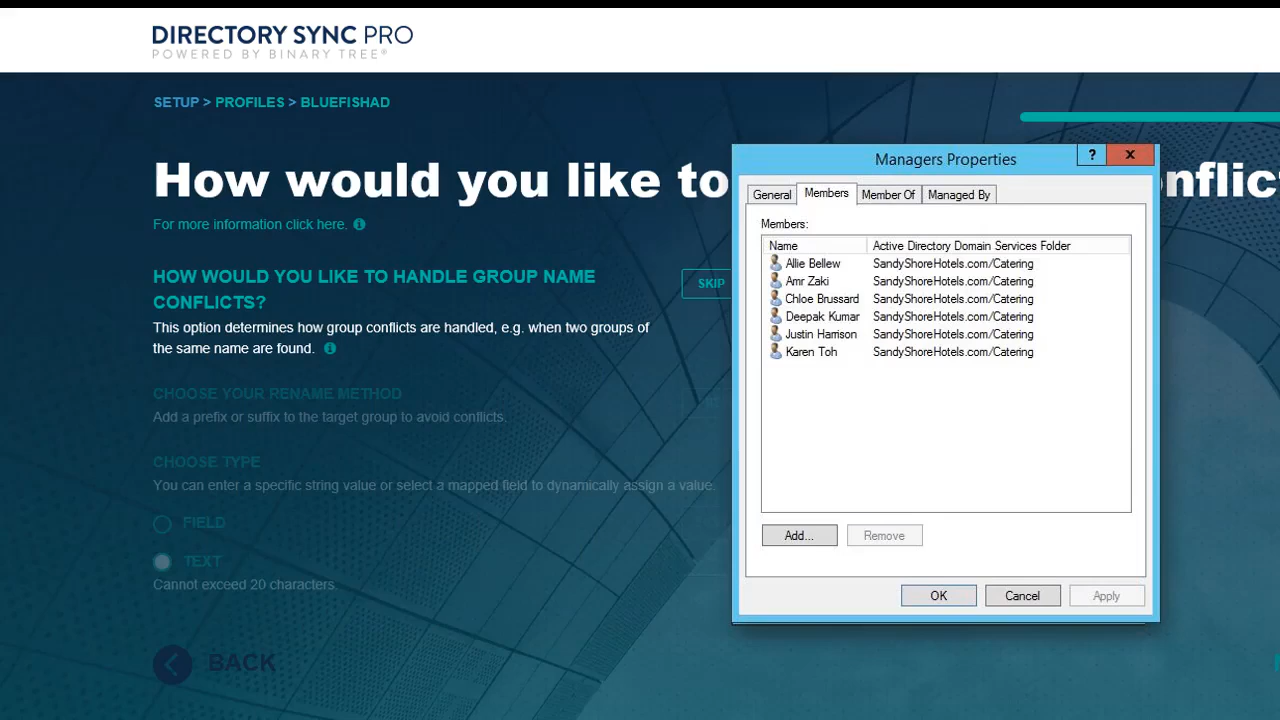 DIRECTORY SYNC PRO
POWERED BY BINARY TREE®
SETUP > PROFILES > BLUEFISHAD
How would you like to
nflic
For more information click here.
HOW WOULD YOU LIKE TO HANDLE GROUP NAME
CONFLICTS?
SKIP
This option determines how group conflicts are handled, e.g. when two groups of
the same name are found.
CHOOSE YOUR RENAME METHOD
Add a prefix or suffix to the target group to avoid conflicts.
CHOOSE TYPE
You can enter a specific string value or select a mapped field to dynamically assign a value.
FIELD
TEXT
Cannot exceed 20 characters.
BACK
Managers Properties
? X
General Members Member Of Managed By
Members:
Name Active Directory Domain Services Folder
Allie Bellew SandyShoreHotels.com/Catering
Amr Zaki SandyShoreHotels.com/Catering
Chloe Brussard SandyShoreHotels.com/Catering
Deepak Kumar SandyShoreHotels.com/Catering
Justin Harrison SandyShoreHotels.com/Catering
Karen Toh SandyShoreHotels.com/Catering
Add... Remove
OK Cancel Apply